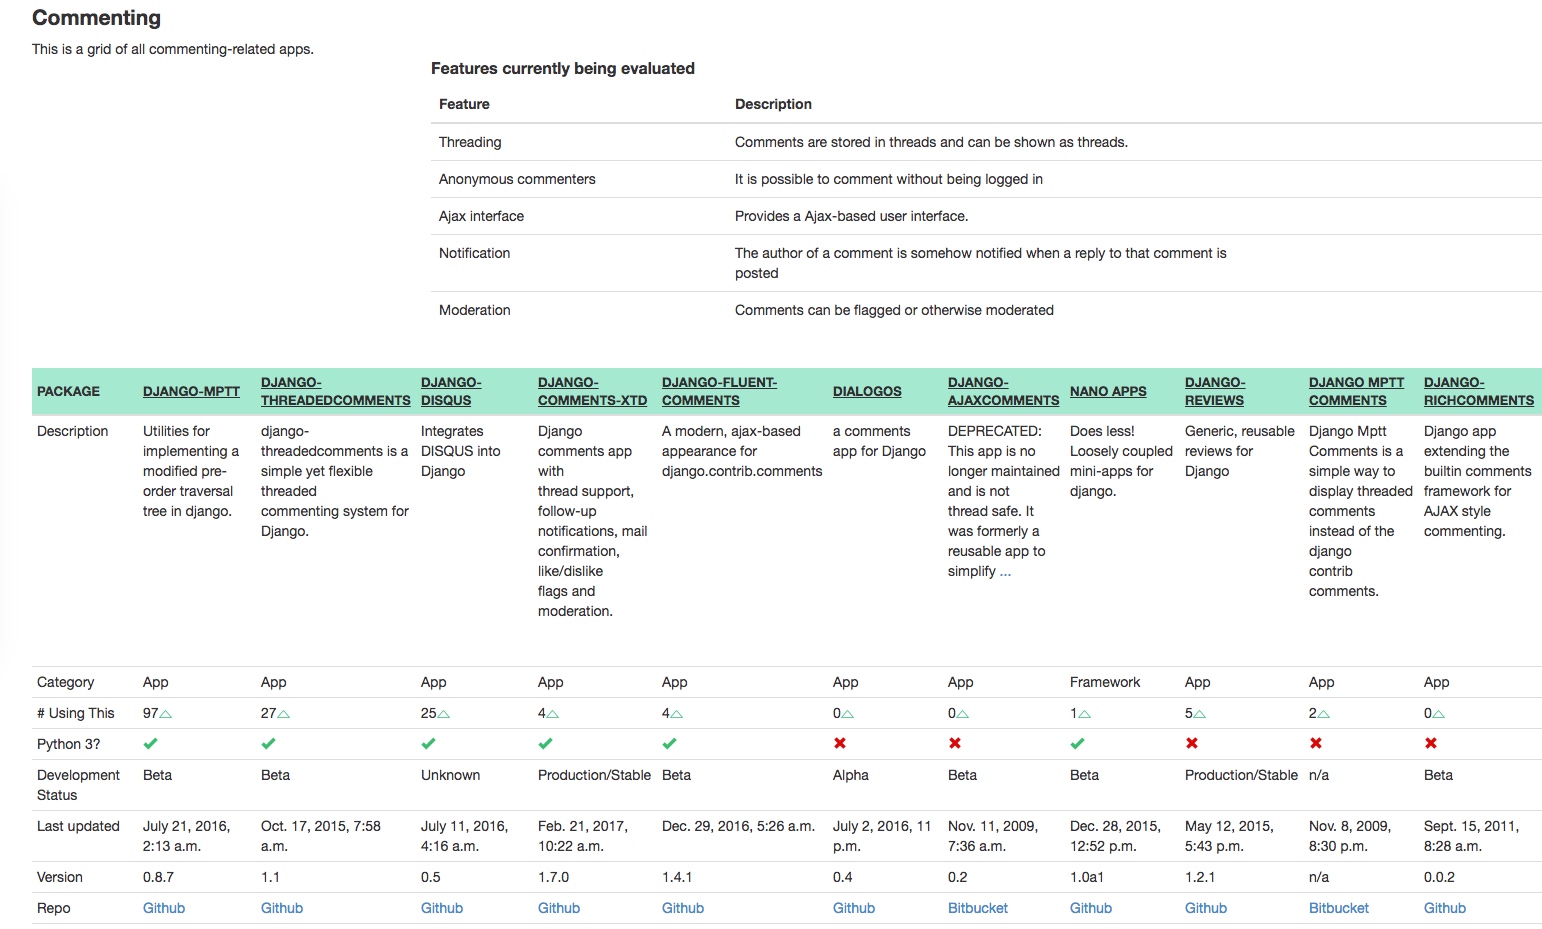 Commenting
This is a grid of all commenting-related apps.
Features currently being evaluated
Feature Description
Threading Comments are stored in threads and can be shown as threads.
Anonymous commenters It is possible to comment without being logged in
Ajax interface Provides a Ajax-based user interface.
Notification The author of a comment is somehow notified when a reply to that comment is
posted
Moderation Comments can be flagged or otherwise moderated
PACKAGE
DJANGO-MPTT
DJANGO-
THREADEDCOMMENTS
DJANGO-
DISQUS
DJANGO-
COMMENTS-XTD
DJANGO-FLUENT-
COMMENTS
DIALOGOS
DJANGO-
AJAXCOMMENTS
NANO APPS
DJANGO-
REVIEWS
DJANGO MPTT
COMMENTS
DJANGO-
RICHCOMMENTS
Description
Utilities for
implementing a
modified pre-
order traversal
tree in django.
django-
threadedcomments is a
simple yet flexible
threaded
commenting system for
Django.
Integrates
DISQUS into
Django
Django
comments app
with
thread support,
follow-up
notifications, mail
confirmation,
like/dislike
flags and
moderation.
A modern, ajax-based
appearance for
django.contrib.comments
a comments
app for Django
DEPRECATED:
This app is no
longer maintained
and is not
thread safe. It
was formerly a
reusable app to
simplify ...
Does less!
Loosely coupled
mini-apps for
django.
Generic, reusable
reviews for
Django
Django Mptt
Comments is a
simple way to
display threaded
comments
instead of the
django
contrib
comments.
Django app
extending the
builtin comments
framework for
AJAX style
commenting.
Category App App App App App App App Framework App App App
# Using This 97 27 25 4 4 0 0 1 5 2 0
Python 3?
Development
Status
Beta Beta Unknown Production/Stable Beta Alpha Beta Beta Production/Stable n/a Beta
Last updated
July 21, 2016,
2:13 a.m.
Oct. 17, 2015, 7:58
a.m.
July 11, 2016,
4:16 a.m.
Feb. 21, 2017,
10:22 a.m.
Dec. 29, 2016, 5:26 a.m.
July 2, 2016, 11
p.m.
Nov. 11, 2009,
7:36 a.m.
Dec. 28, 2015,
12:52 p.m.
May 12, 2015,
5:43 p.m.
Nov. 8, 2009,
8:30 p.m.
Sept. 15, 2011,
8:28 a.m.
Version 0.8.7 1.1 0.5 1.7.0 1.4.1 0.4 0.2 1.0a1 1.2.1 n/a 0.0.2
Repo Github Github Github Github Github Github Bitbucket Github Github Bitbucket Github